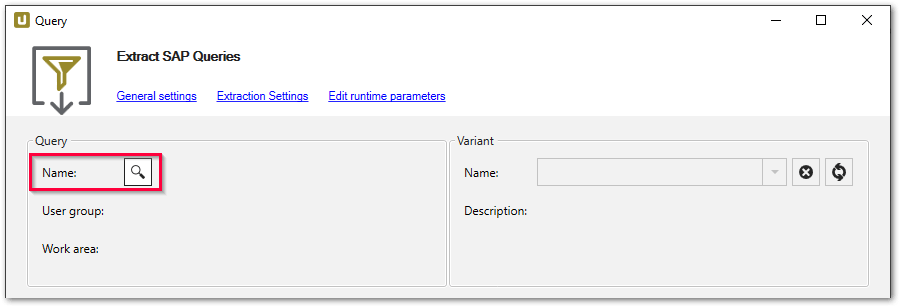 Query
Extract SAP Queries
General settings Extraction Settings Edit runtime parameters
Query
Name:
User group:
Work area:
Variant
Name:
Description: